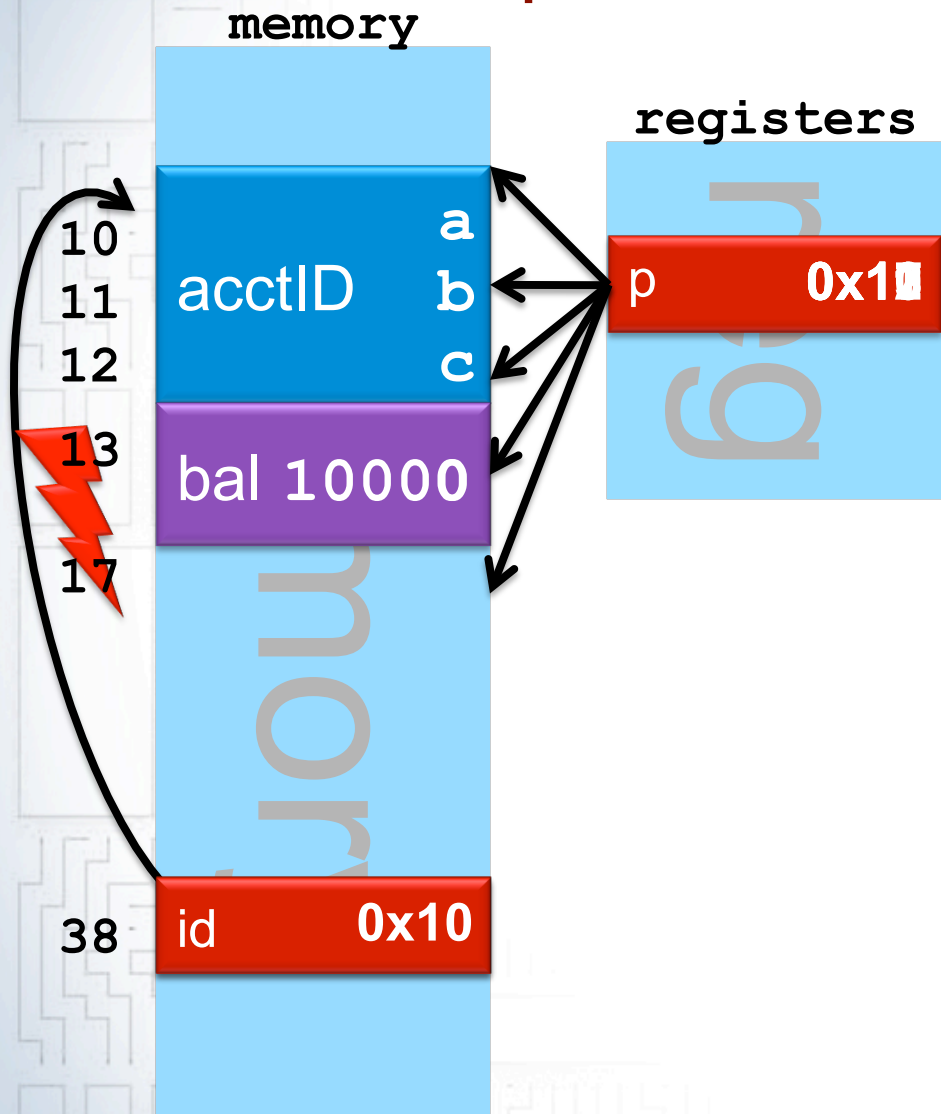 memory
registers
10
a
11
acctID b
12
c
p
13
bal 10000
17
38
id 0x10